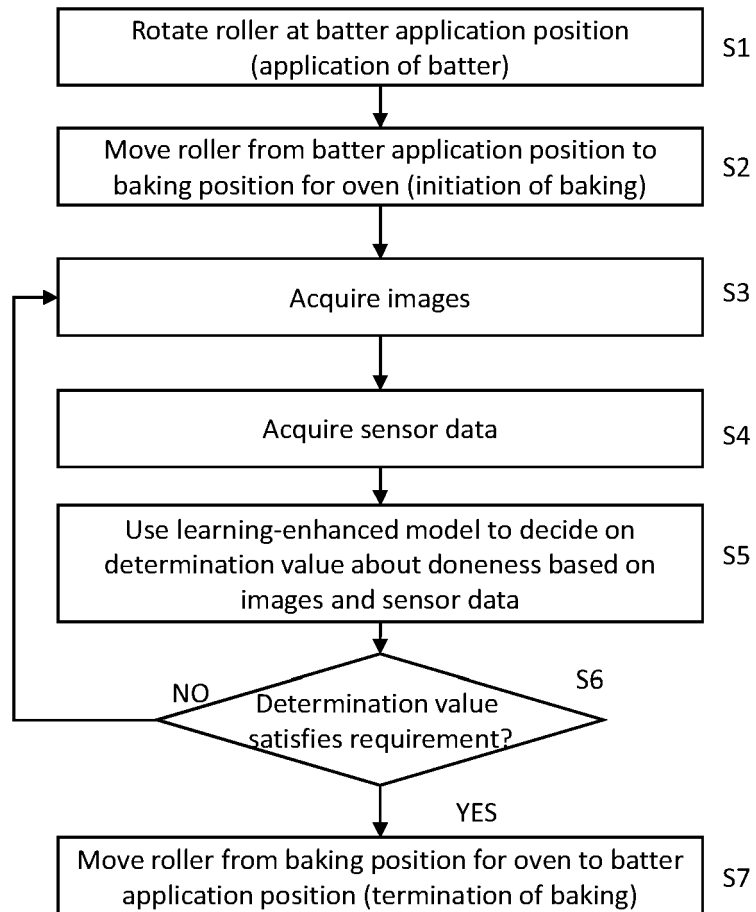 Rotate roller at batter application position
(application of batter)
S1
Move roller from batter application position to
baking position for oven (initiation of baking)
S2
Acquire images
S3
Acquire sensor data
S4
Use learning-enhanced model to decide on
determination value about doneness based on
images and sensor data
S5
NO
S6
Determination value
satisfies requirement?
YES
Move roller from baking position for oven to batter
application position (termination of baking)
S7